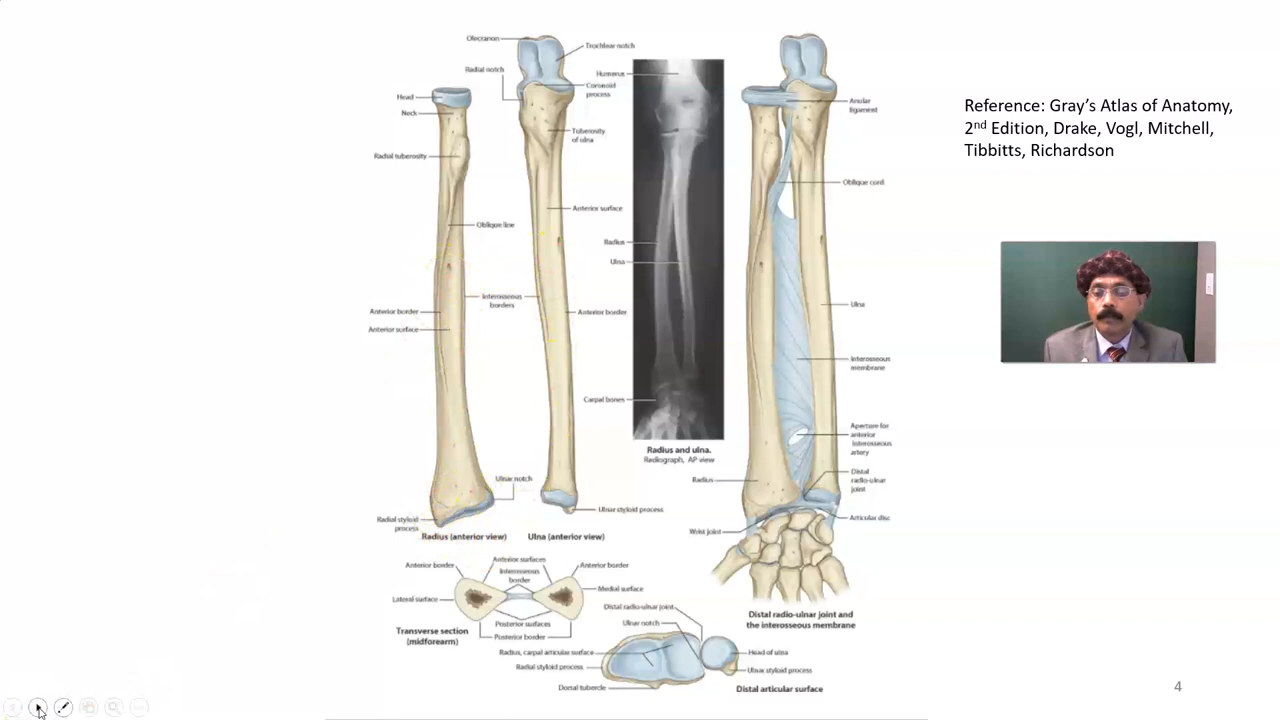 Olecranon
Trochlear notch
Radial notch
Coronoid
process
Head
Neck
Tuberosity
of ulna
Radial tuberosity
Anterior surface
Oblique line
Interosseous
borders
Anterior border
Anterior surface
Anterior border
Ulnar notch
Radial styloid
process
Ulnar styloid process
Radius (anterior view)
Ulna (anterior view)
Humerus
Radius
Ulna
Carpal bones
Radius and ulna.
Radiograph, AP view
Anular
ligament
Oblique cord
Ulna
Interosseous
membrane
Aperture for
anterior
interosseous
artery
Radius
Distal
radio-ulnar
joint
Wrist joint
Articular disc
Distal radio-ulnar joint and
the interosseous membrane
Anterior border
Anterior surfaces
Interosseous
border
Anterior border
Lateral surface
Medial surface
Posterior surfaces
Posterior border
Transverse section
(midforearm)
Distal radio-ulnar joint
Ulnar notch
Radius, carpal articular surface
Radial styloid process
Dorsal tubercle
Head of ulna
Ulnar styloid process
Distal articular surface
Reference: Gray's Atlas of Anatomy,
2nd Edition, Drake, Vogl, Mitchell,
Tibbitts, Richardson
4